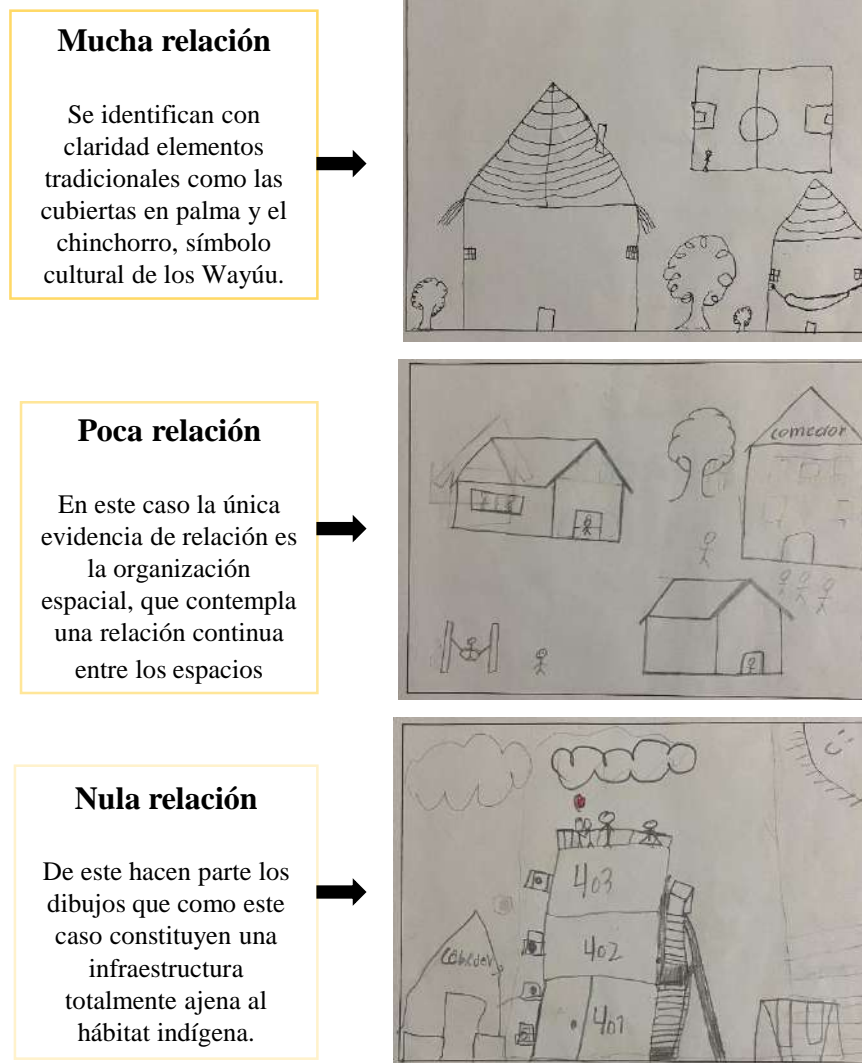 Mucha relación
Se identifican con
claridad elementos
tradicionales como las
cubiertas en palma y el
chinchorro, símbolo
cultural de los Wayúu.
Poca relación
En este caso la única
evidencia de relación es
la organización
espacial, que contempla
una relación continua
entre los espacios
comedor
Nula relación
De este hacen parte los
dibujos que como este
caso constituyen una
infraestructura
totalmente ajena al
hábitat indígena.
403
402
401